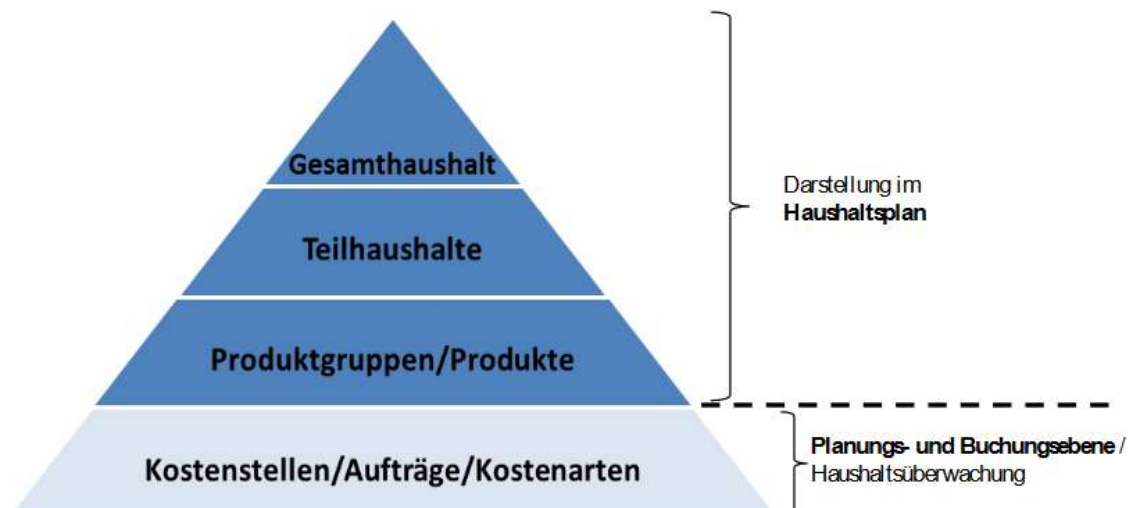 Gesamthaushalt
Teilhaushalte
Produktgruppen/Produkte
Kostenstellen/Aufträge/Kostenarten
Darstellung im
Haushaltsplan
Planungs- und Buchungsebene /
Haushaltsüberwachung